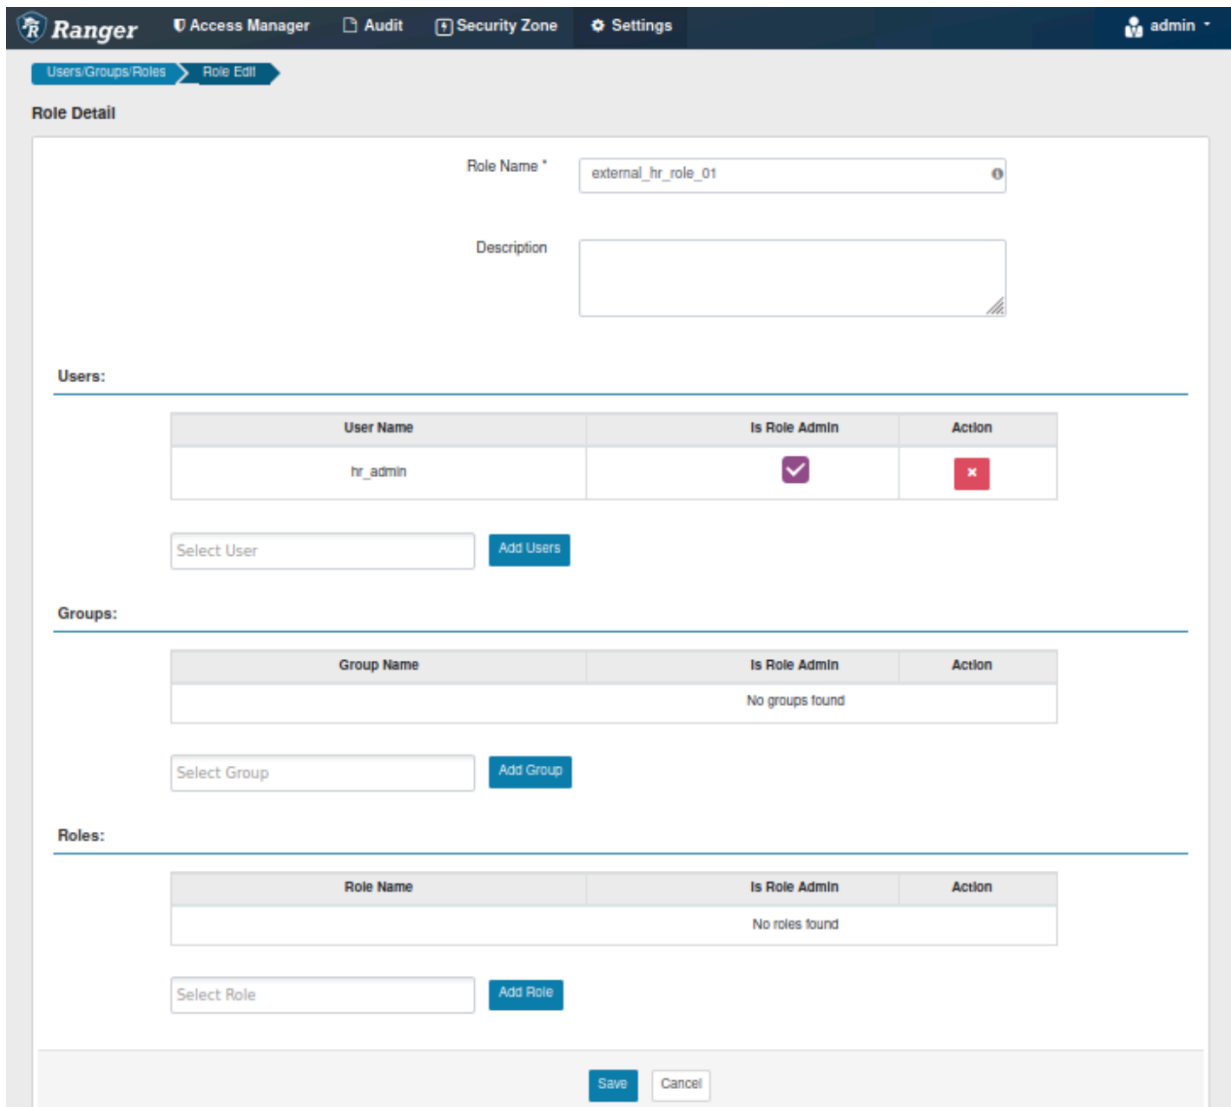 Ranger Access Manager Audit Security Zone Settings admin
Users/Groups/Roles Role Edit
Role Detail
Role Name *
external_hr_role_01
Description
Users:
User Name Is Role Admin Action
hr_admin
Select User Add Users
Groups:
Group Name Is Role Admin Action
No groups found
Select Group Add Group
Roles:
Role Name Is Role Admin Action
No roles found
Select Role Add Role
Save Cancel